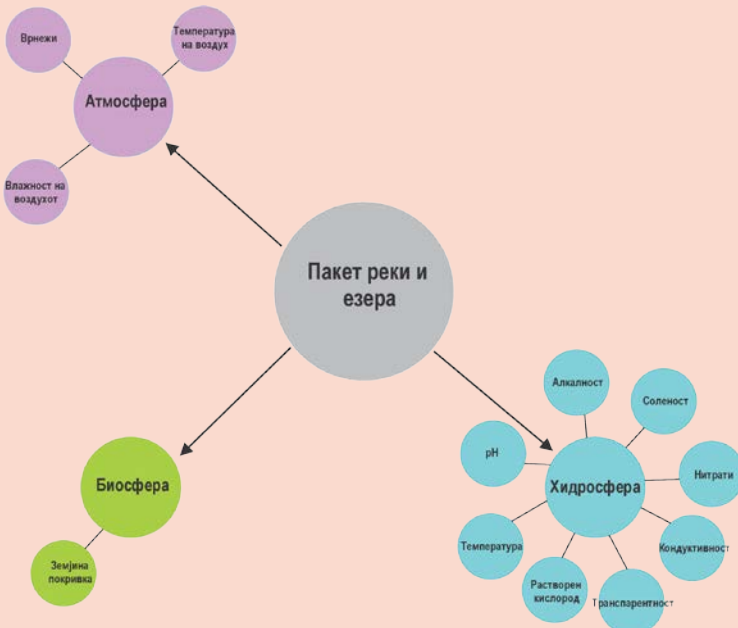 Врнежи
Температура
на воздух
Атмосфера
Влажност на
воздухот
Пакет реки и
езера
Алкалност
Соленост
pH
Нитрати
Биосфера
Хидросфера
Температура
Кондуктивност
Земјина
покривка
Растворен
кислород
Транспарентност